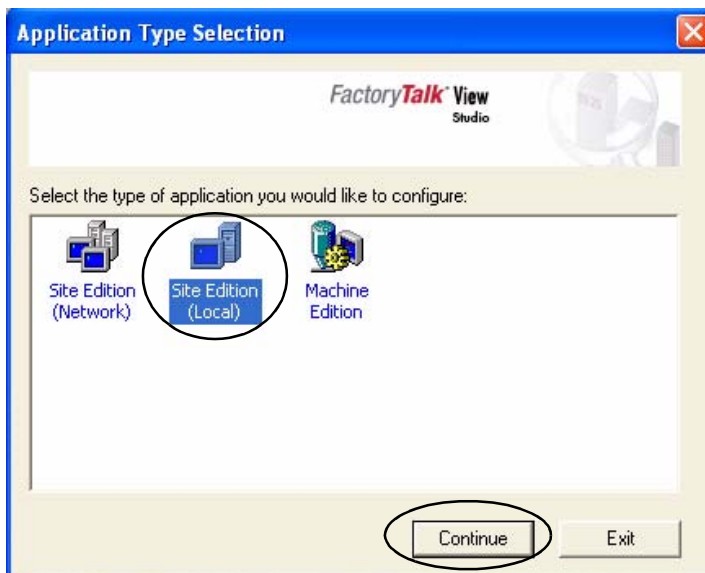 Application Type Selection
FactoryTalk View
Studio
Select the type of application you would like to configure:
Site Edition
(Network)
Site Edition
(Local)
Machine
Edition
Continue
Exit